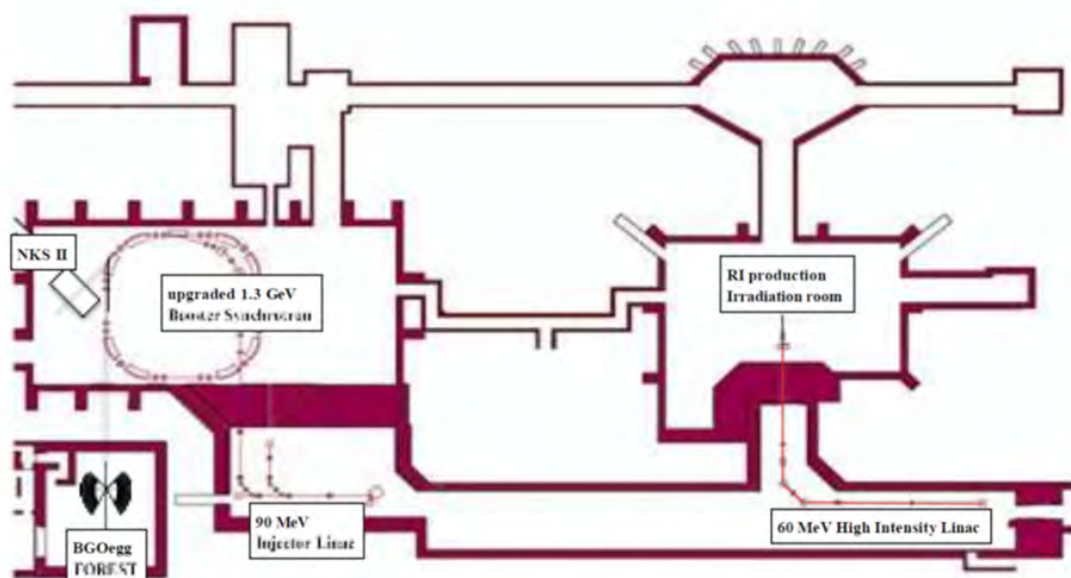 NKS II
upgraded 1.3 GeV
Booster Synchrotron
RI production
Irradiation room
90 MeV
Injector Linac
60 MeV High Intensity Linac
BGOegg
FOREST